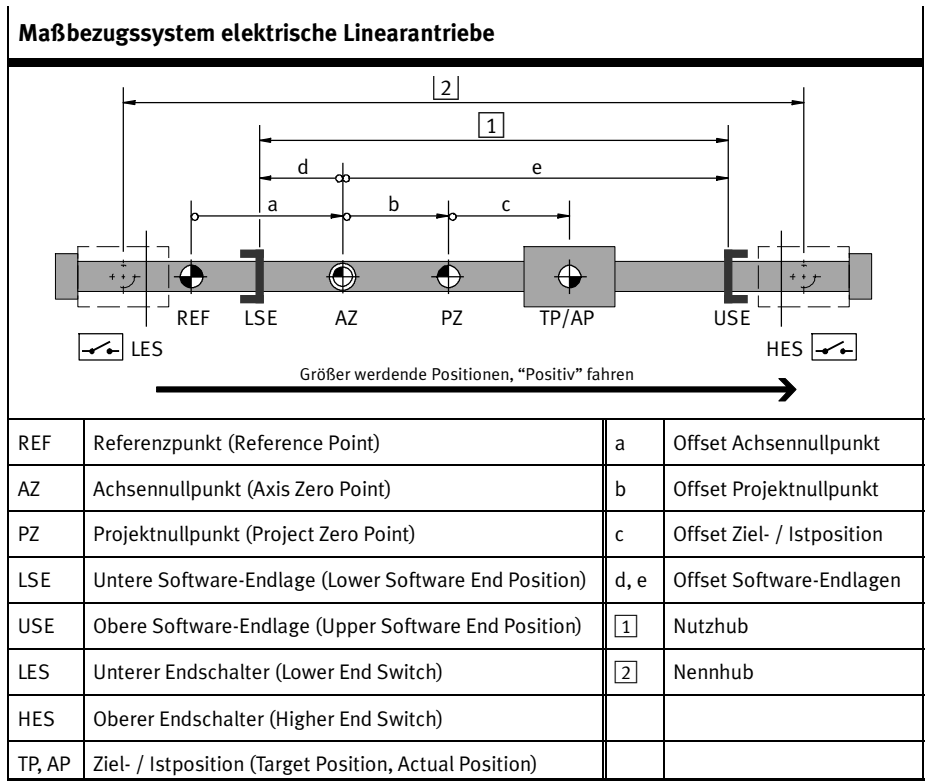 Maßbezugssystem elektrische Linearantriebe
2
1
d e
a b c
REF LSE AZ PZ TP/AP USE
LES HES
Größer werdende Positionen, “Positiv” fahren
REF Referenzpunkt (Reference Point) a Offset Achsennullpunkt
AZ Achsennullpunkt (Axis Zero Point) b Offset Projektnullpunkt
PZ Projektnullpunkt (Project Zero Point) c Offset Ziel- / Istposition
LSE Untere Software-Endlage (Lower Software End Position) d, e Offset Software-Endlagen
USE Obere Software-Endlage (Upper Software End Position) 1 Nutzhub
LES Unterer Endschalter (Lower End Switch) 2 Nennhub
HES Oberer Endschalter (Higher End Switch)
TP, AP Ziel- / Istposition (Target Position, Actual Position)